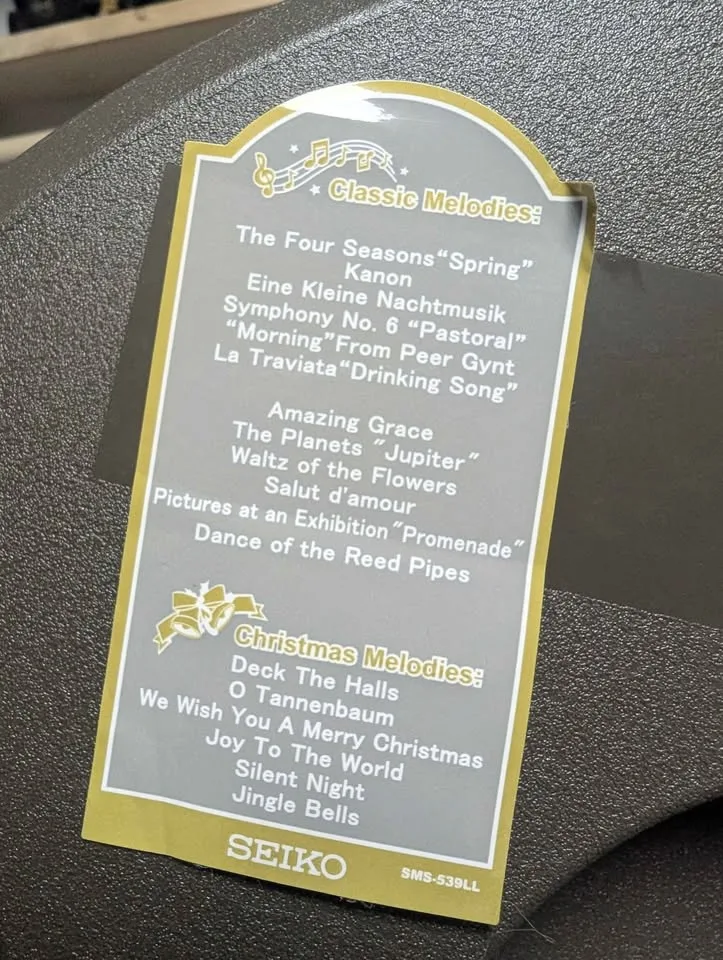 Classic Melodies:
The Four Seasons“Spring”
Kanon
Eine Kleine Nachtmusik
Symphony No. 6 “Pastoral”
“Morning”From Peer Gynt
La Traviata“Drinking Song”
Amazing Grace
The Planets "Jupiter"
Waltz of the Flowers
Salut d'amour
Pictures at an Exhibition "Promenade"
Dance of the Reed Pipes
Christmas Melodies:
Deck The Halls
O Tannenbaum
We Wish You A Merry Christmas
Joy To The World
Silent Night
Jingle Bells
SEIKO
SMS-539LL